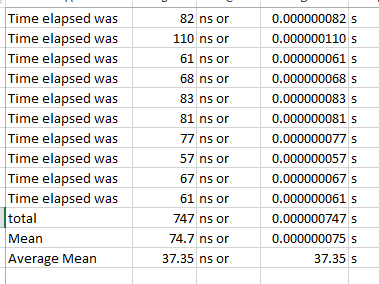 Time elapsed was 82 ns or 0.000000082 s
Time elapsed was 110 ns or 0.000000110 s
Time elapsed was 61 ns or 0.000000061 s
Time elapsed was 68 ns or 0.000000068 s
Time elapsed was 83 ns or 0.000000083 s
Time elapsed was 81 ns or 0.000000081 s
Time elapsed was 77 ns or 0.000000077 s
Time elapsed was 57 ns or 0.000000057 s
Time elapsed was 67 ns or 0.000000067 s
Time elapsed was 61 ns or 0.000000061 s
total 747 ns or 0.000000747 s
Mean 74.7 ns or 0.000000075 s
Average Mean 37.35 ns or 37.35 s